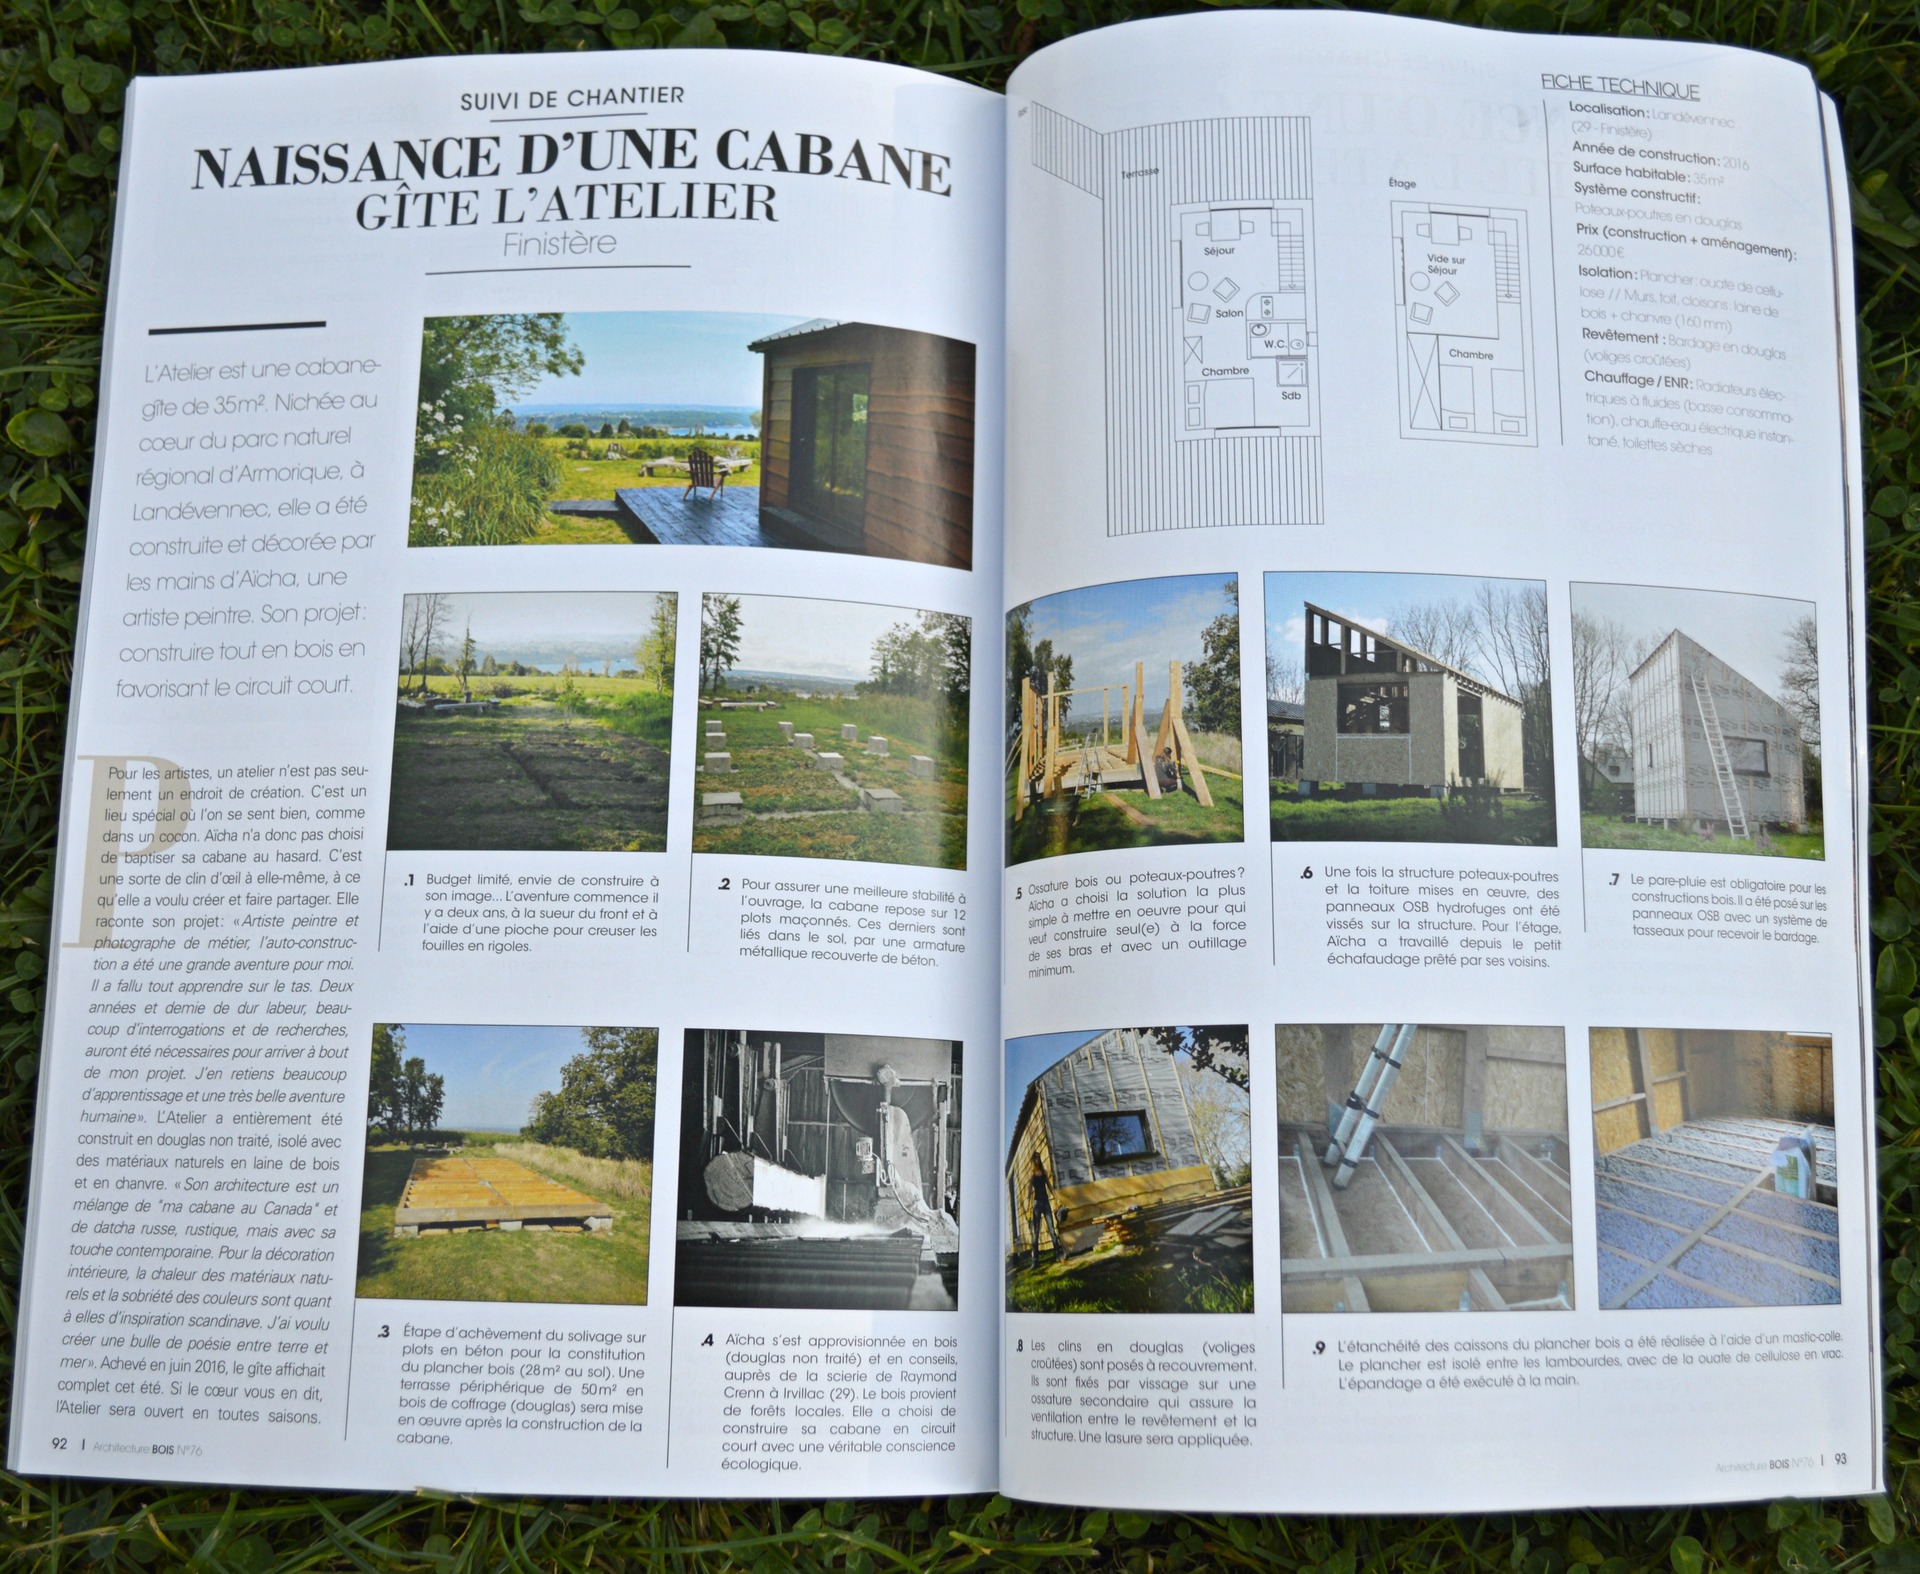 SUIVI DE CHANTIER
NAISSANCE D'UNE CABANE
GÎTE L'ATELIER
Finistère
L'Atelier est une cabane-
gîte de 35m². Nichée au
cœur du parc naturel
régional d'Armorique, à
Landévennec, elle a été
construite et décorée par
les mains d'Aïcha, une
artiste peintre. Son projet:
construire tout en bois en
favorisant le circuit court.
P
Pour les artistes, un atelier n'est pas seu-
lement un endroit de création. C'est un
lieu spécial où l'on se sent bien, comme
dans un cocon. Aïcha n'a donc pas choisi
de baptiser sa cabane au hasard. C'est
une sorte de clin d'œil à elle-même, à ce
qu'elle a voulu créer et faire partager. Elle
raconte son projet: «Artiste peintre et
photographe de métier, l'auto-construc-
tion a été une grande aventure pour moi.
Il a fallu tout apprendre sur le tas. Deux
années et demie de dur labeur, beau-
coup d'interrogations et de recherches,
auront été nécessaires pour arriver à bout
de mon projet. J'en retiens beaucoup
d'apprentissage et une très belle aventure
humaine». L'Atelier a entièrement été
construit en douglas non traité, isolé avec
des matériaux naturels en laine de bois
et en chanvre. «Son architecture est un
mélange de "ma cabane au Canada" et
de datcha russe, rustique, mais avec sa
touche contemporaine. Pour la décoration
intérieure, la chaleur des matériaux natu-
rels et la sobriété des couleurs sont quant
à elles d'inspiration scandinave. J'ai voulu
créer une bulle de poésie entre terre et
mer». Achevé en juin 2016, le gîte affichait
complet cet été. Si le cœur vous en dit,
l'Atelier sera ouvert en toutes saisons.
.1 Budget limité, envie de construire à
son image... L'aventure commence il
y a deux ans, à la sueur du front et à
l'aide d'une pioche pour creuser les
fouilles en rigoles.
.2 Pour assurer une meilleure stabilité à
l'ouvrage, la cabane repose sur 12
plots maçonnés. Ces derniers sont
liés dans le sol, par une armature
métallique recouverte de béton.
.3 Étape d'achèvement du solivage sur
plots en béton pour la constitution
du plancher bois (28m² au sol). Une
terrasse périphérique de 50m² en
bois de coffrage (douglas) sera mise
en œuvre après la construction de la
cabane.
.4 Aïcha s'est approvisionnée en bois
(douglas non traité) et en conseils,
auprès de la scierie de Raymond
Crenn à Irvillac (29). Le bois provient
de forêts locales. Elle a choisi de
construire sa cabane en circuit
court avec une véritable conscience
écologique.
92 | Architecture BOIS N°76
Terrasse
Séjour
Salon
W.C.
Chambre
Sdb
Étage
Vide sur
Séjour
Chambre
FICHE TECHNIQUE
Localisation: Landévennec
(29 - Finistère)
Année de construction: 2016
Surface habitable: 35m²
Système constructif:
Poteaux-poutres en douglas
Prix (construction + aménagement):
26000€
Isolation: Plancher: ouate de cellu-
lose // Murs, toit, cloisons: laine de
bois + chanvre (160 mm)
Revêtement : Bardage en douglas
(voliges croûtées)
Chauffage / ENR: Radiateurs élec-
triques à fluides (basse consomma-
tion), chauffe-eau électrique instan-
tané, toilettes sèches
.5 Ossature bois ou poteaux-poutres?
Aïcha a choisi la solution la plus
simple à mettre en oeuvre pour qui
veut construire seul(e) à la force
de ses bras et avec un outillage
minimum.
.6 Une fois la structure poteaux-poutres
et la toiture mises en œuvre, des
panneaux OSB hydrofuges ont été
vissés sur la structure. Pour l'étage,
Aïcha a travaillé depuis le petit
échafaudage prêté par ses voisins.
.7 Le pare-pluie est obligatoire pour les
constructions bois. Il a été posé sur les
panneaux OSB avec un système de
tasseaux pour recevoir le bardage.
.8 Les clins en douglas (voliges
croûtées) sont posés à recouvrement.
Ils sont fixés par vissage sur une
ossature secondaire qui assure la
ventilation entre le revêtement et la
structure. Une lasure sera appliquée.
.9 L'étanchéité des caissons du plancher bois a été réalisée à l'aide d'un mastic-colle.
Le plancher est isolé entre les lambourdes, avec de la ouate de cellulose en vrac.
L'épandage a été exécuté à la main.
Architecture BOIS N°76 | 93